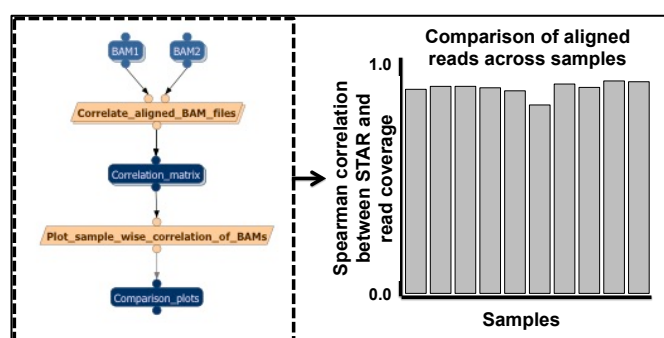 BAM1
BAM2
Correlate_aligned_BAM_files
Correlation_matrix
Plot_sample_wise_correlation_of_BAMs
Comparison_plots
Comparison of aligned
reads across samples
1.0
Spearman correlation
between STAR and
read coverage
0.0
Samples